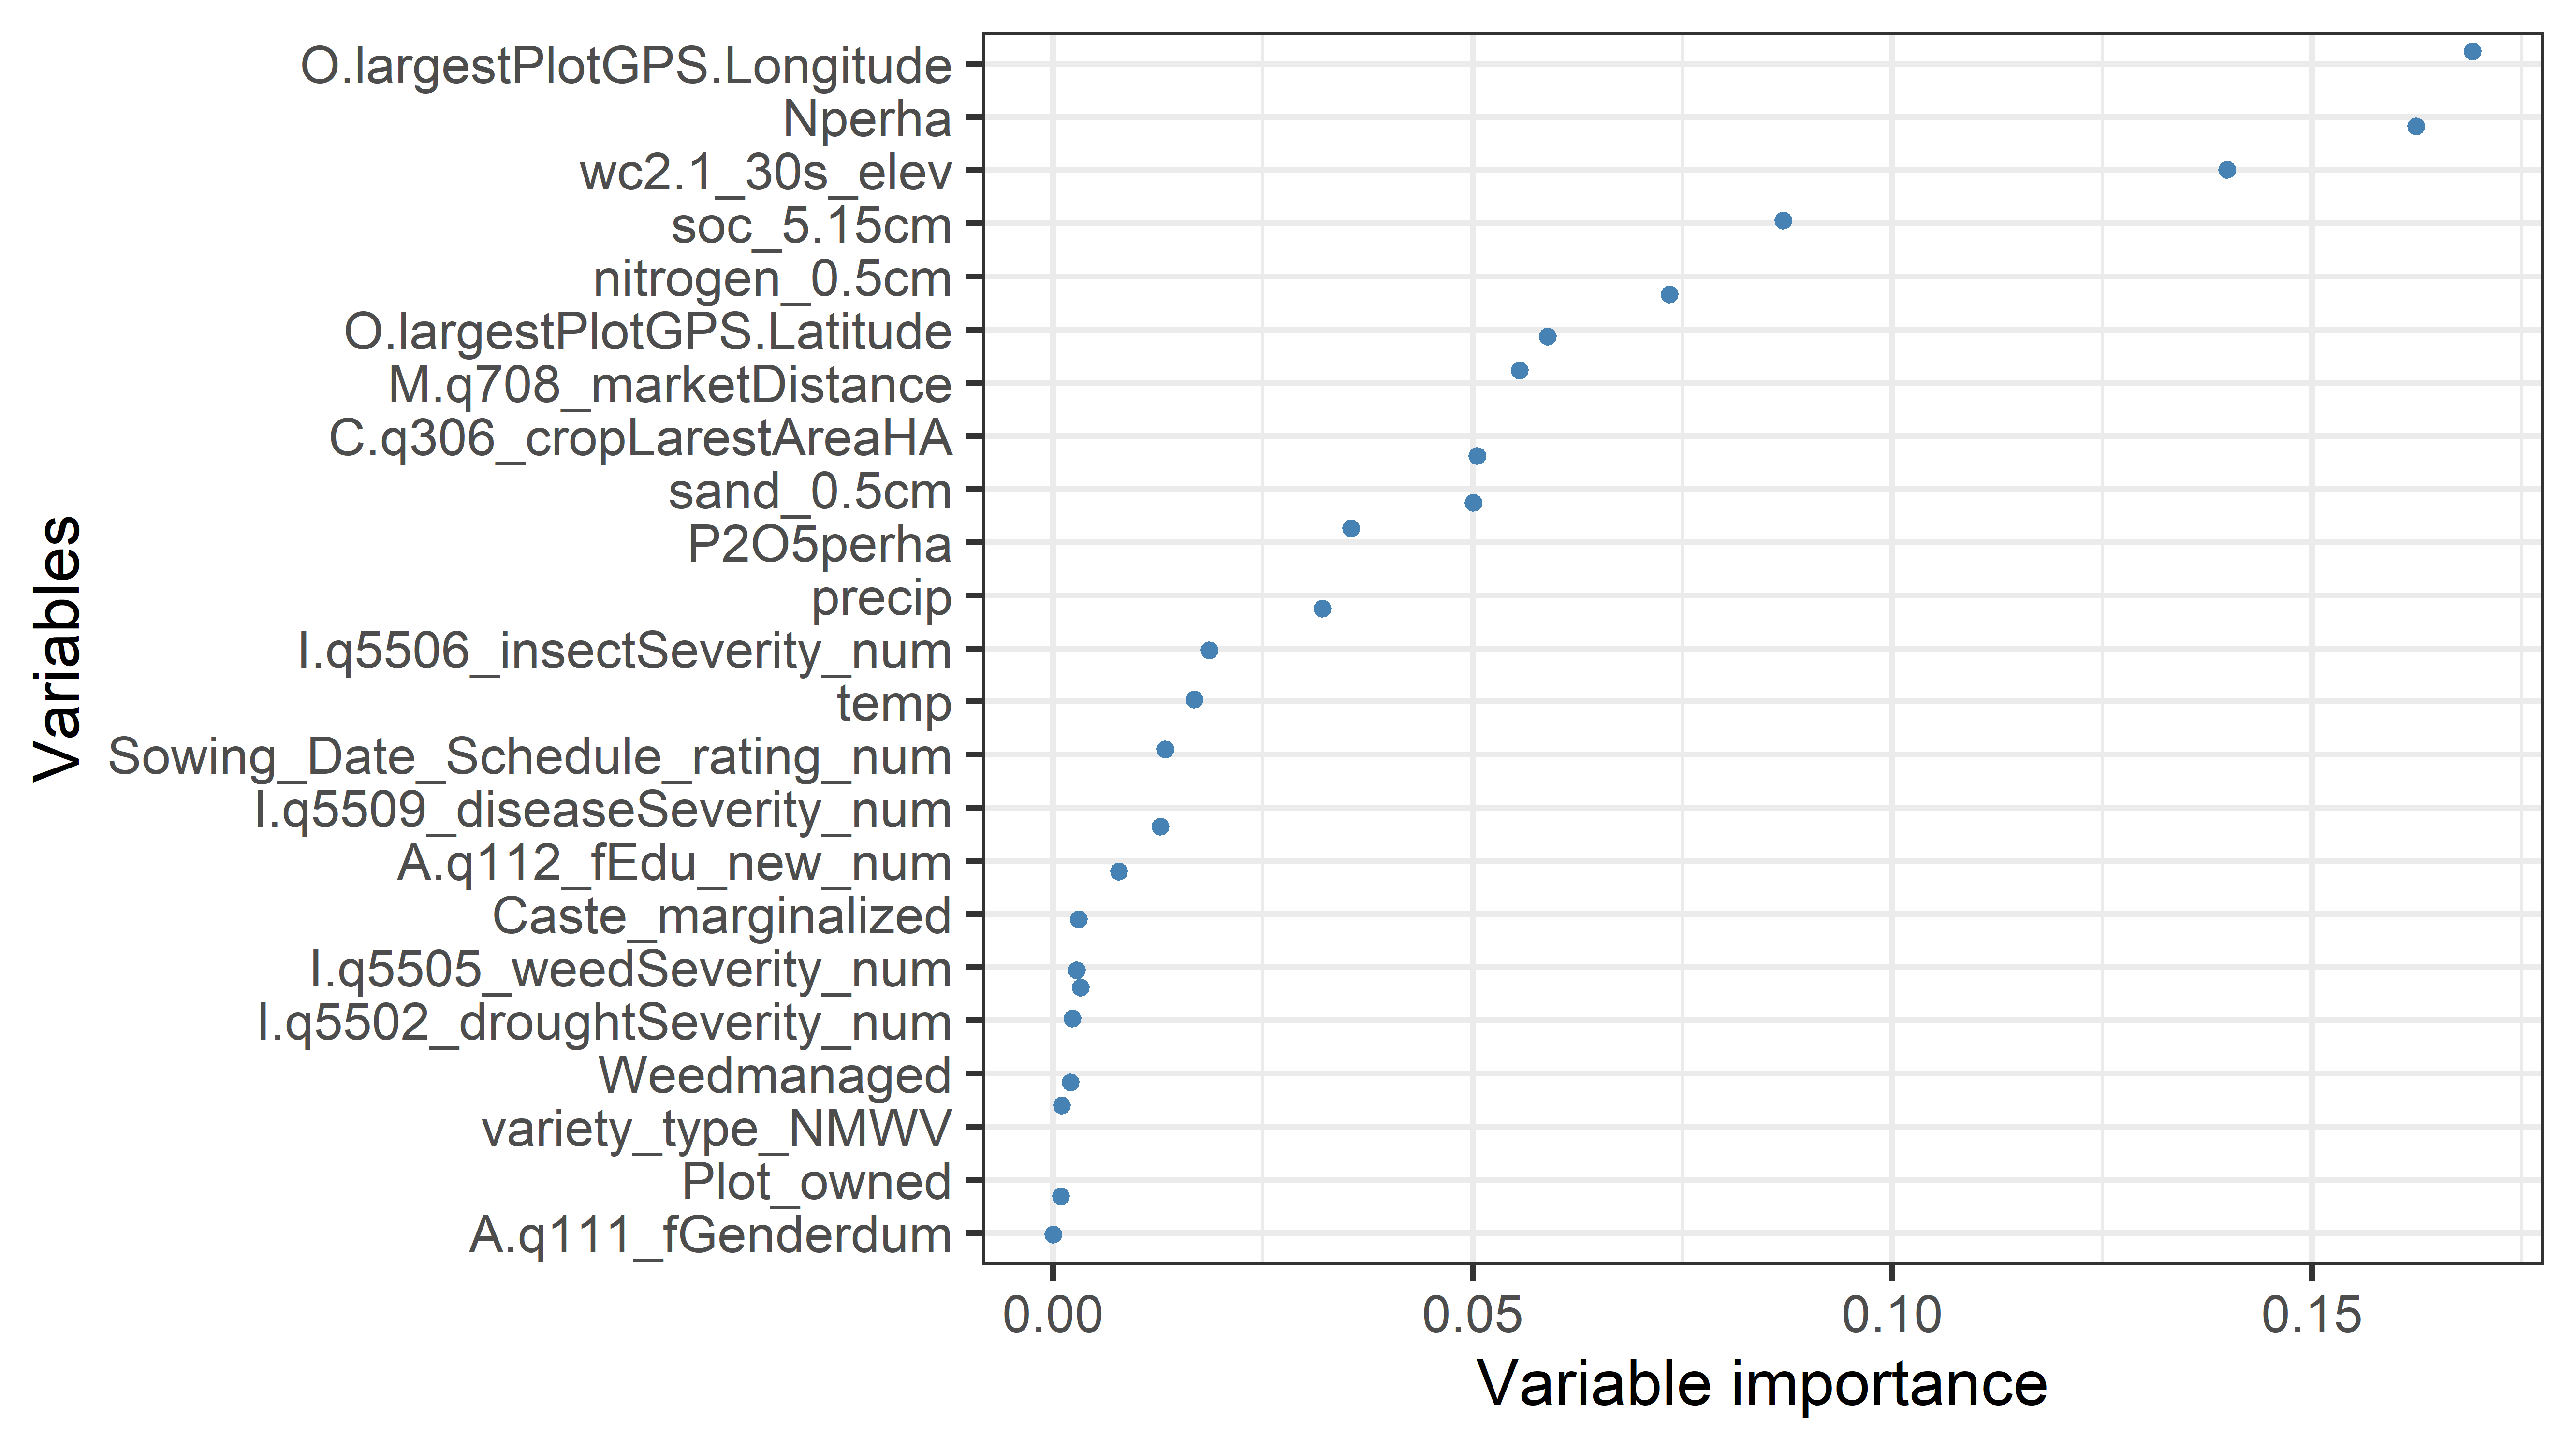 O.largestPlotGPS.Longitude
Nperha
wc2.1_30s_elev
soc_5.15cm
nitrogen_0.5cm
O.largestPlotGPS.Latitude
M.q708_marketDistance
C.q306_cropLarestAreaHA
sand_0.5cm
P2O5perha
precip
I.q5506_insectSeverity_num
temp
Sowing_Date_Schedule_rating_num
I.q5509_diseaseSeverity_num
A.q112_fEdu_new_num
Caste_marginalized
I.q5505_weedSeverity_num
I.q5502_droughtSeverity_num
Weedmanaged
variety_type_NMWV
Plot_owned
A.q111_fGenderdum
Variables
0.00 0.05 0.10 0.15
Variable importance